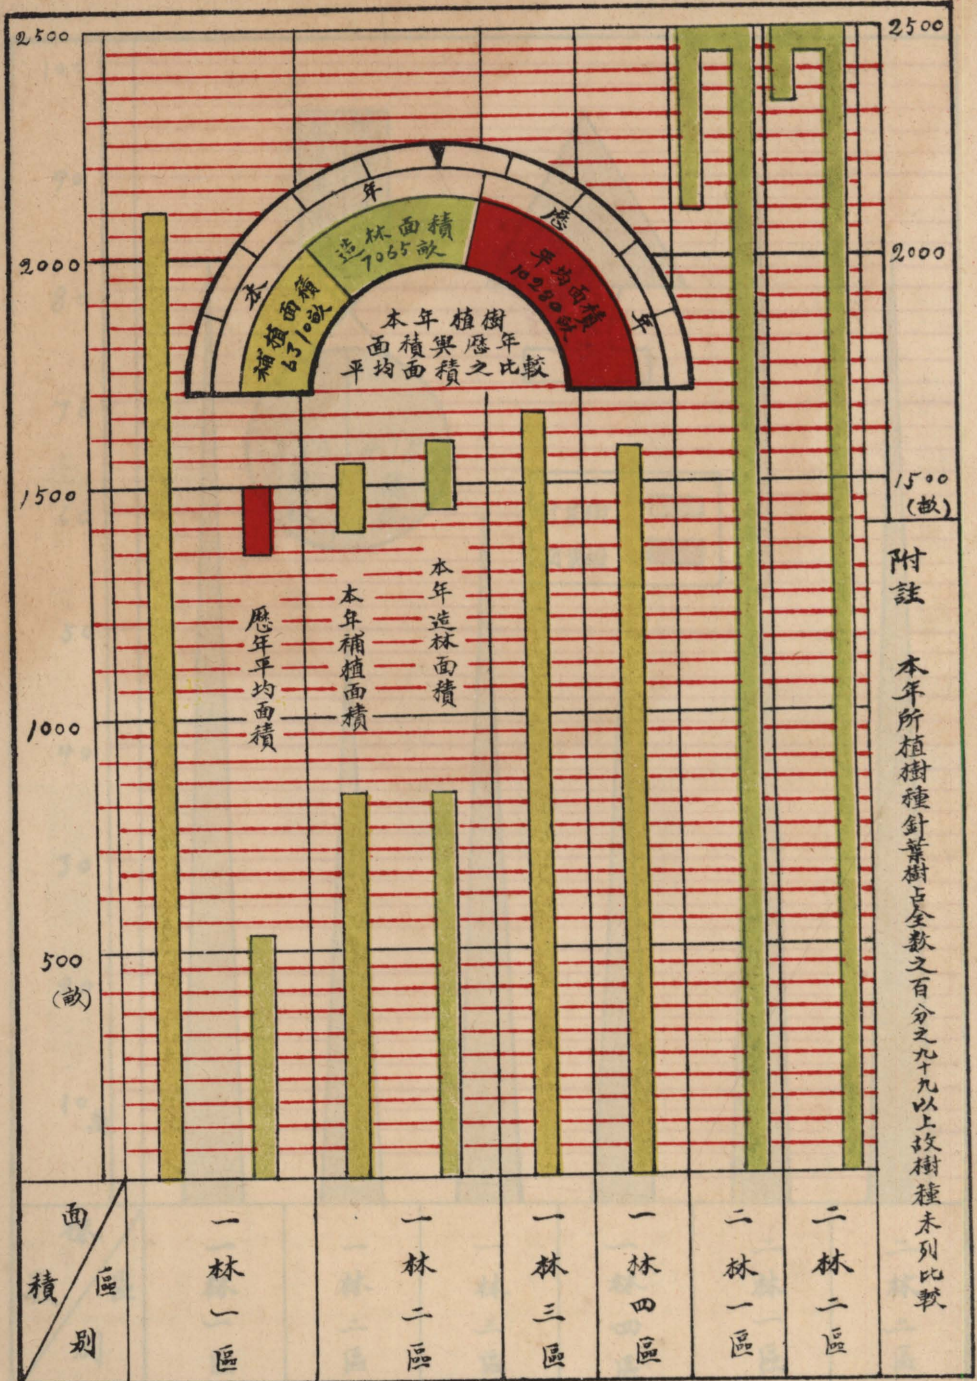 2500
2000
1500
1000
500
(畝)
2500
2000
1500
(畝)
本年
歷年
補植面積
6310畝
造林面積
7065畝
平均面積
10280畝
本年植樹
面積與歷年
平均面積之比較
歷年平均面積
本年補植面積
本年造林面積
附註
本年所植樹種針葉樹占全数之百分之九十九以上故樹種未列比較
面積
區別
一林一區
一林二區
一林三區
一林四區
二林一區
二林二區